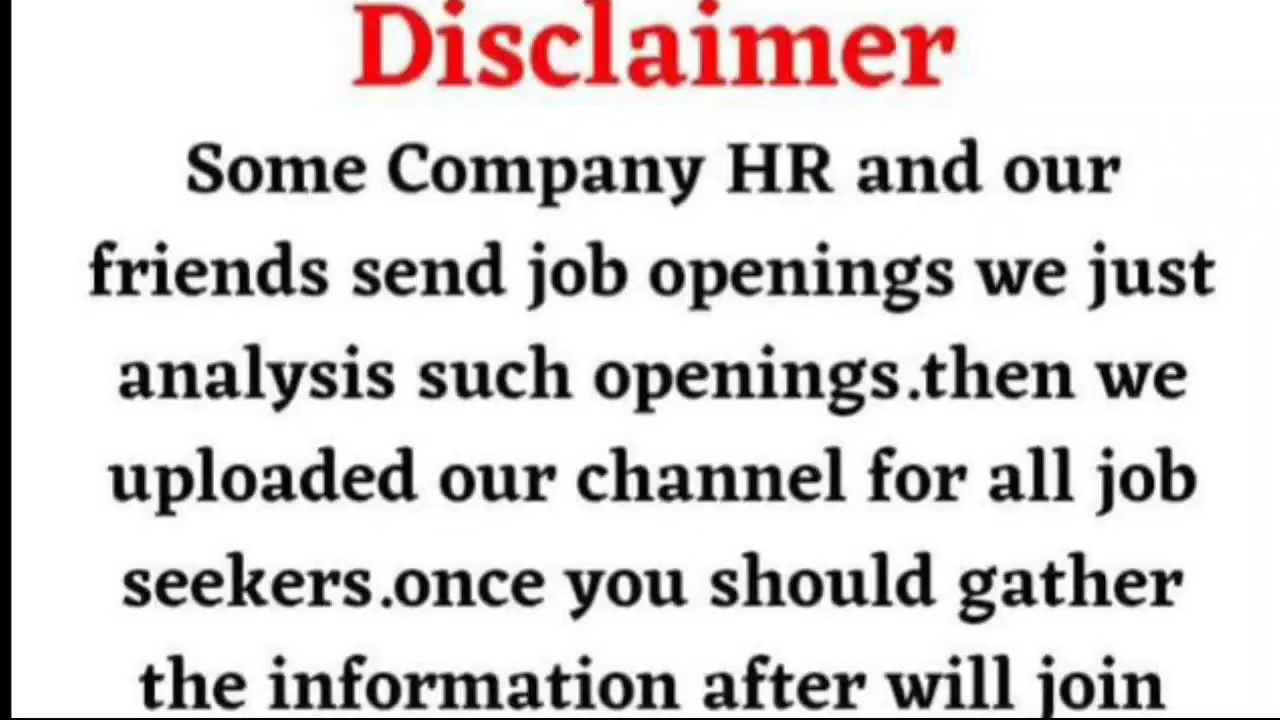 Disclaimer
Some Company HR and our
friends send job openings we just
analysis such openings.then we
uploaded our channel for all job
seekers.once you should gather
the information after will join